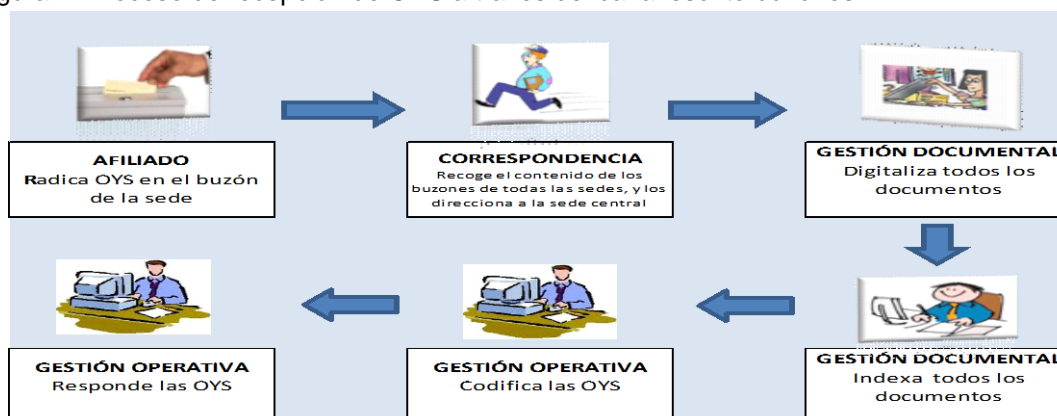 AFILIADO
Radica OYS en el buzón
de la sede
CORRESPONDENCIA
Recoge el contenido de los
buzones de todas las sedes, y los
direcciona a la sede central
GESTIÓN DOCUMENTAL
Digitaliza todos los
documentos
GESTIÓN OPERATIVA
Responde las OYS
GESTIÓN OPERATIVA
Codifica las OYS
GESTIÓN DOCUMENTAL
Indexa todos los
documentos